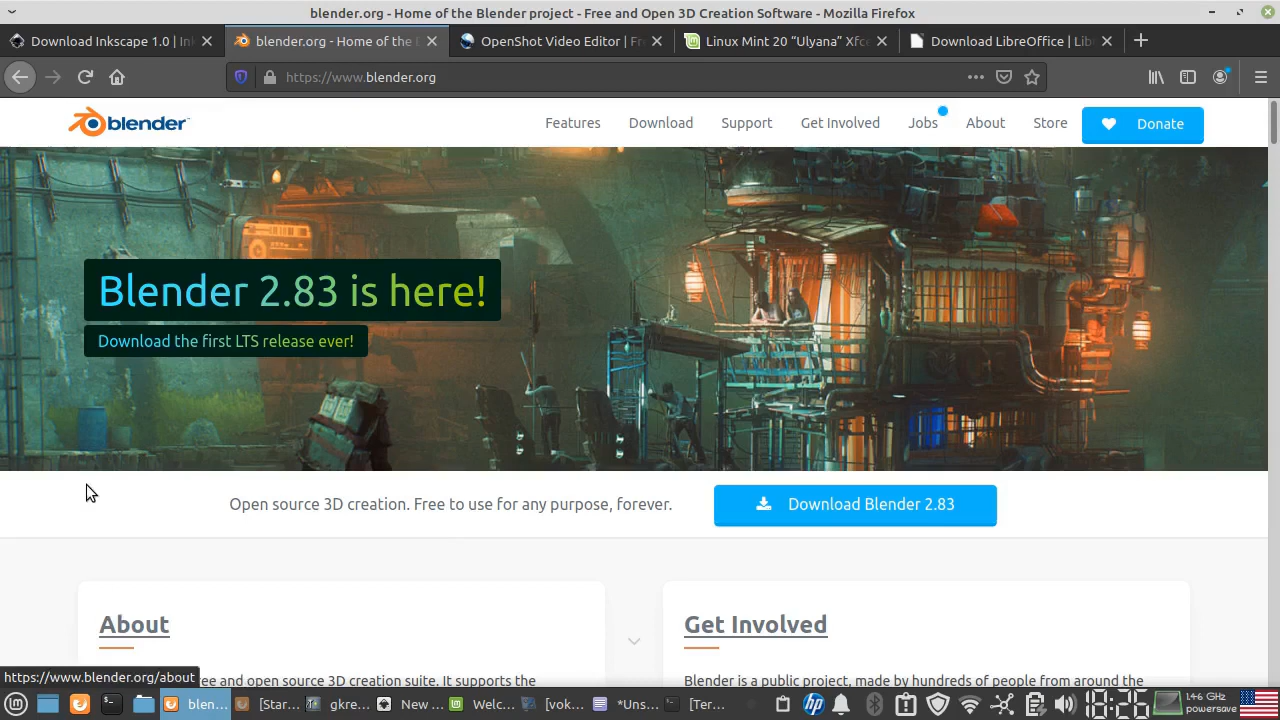 blender.org - Home of the Blender project - Free and Open 3D Creation Software - Mozilla Firefox
Download Inkscape 1.0 | Ink
blender.org - Home of the
OpenShot Video Editor | Fr
Linux Mint 20 “Ulyana” Xfc
Download LibreOffice | Lib
https://www.blender.org
blender
Features
Download
Support
Get Involved
Jobs
About
Store
Donate
Blender 2.83 is here!
Download the first LTS release ever!
Open source 3D creation. Free to use for any purpose, forever.
Download Blender 2.83
About
Get Involved
ree and open source 3D creation suite. It supports the
Blender is a public project, made by hundreds of people from around the
https://www.blender.org/about
blen...
[Star...
gkre...
New ...
Welc...
[vok...
*Uns...
[Ter...
hp
18:26
1.46 GHz
powersave